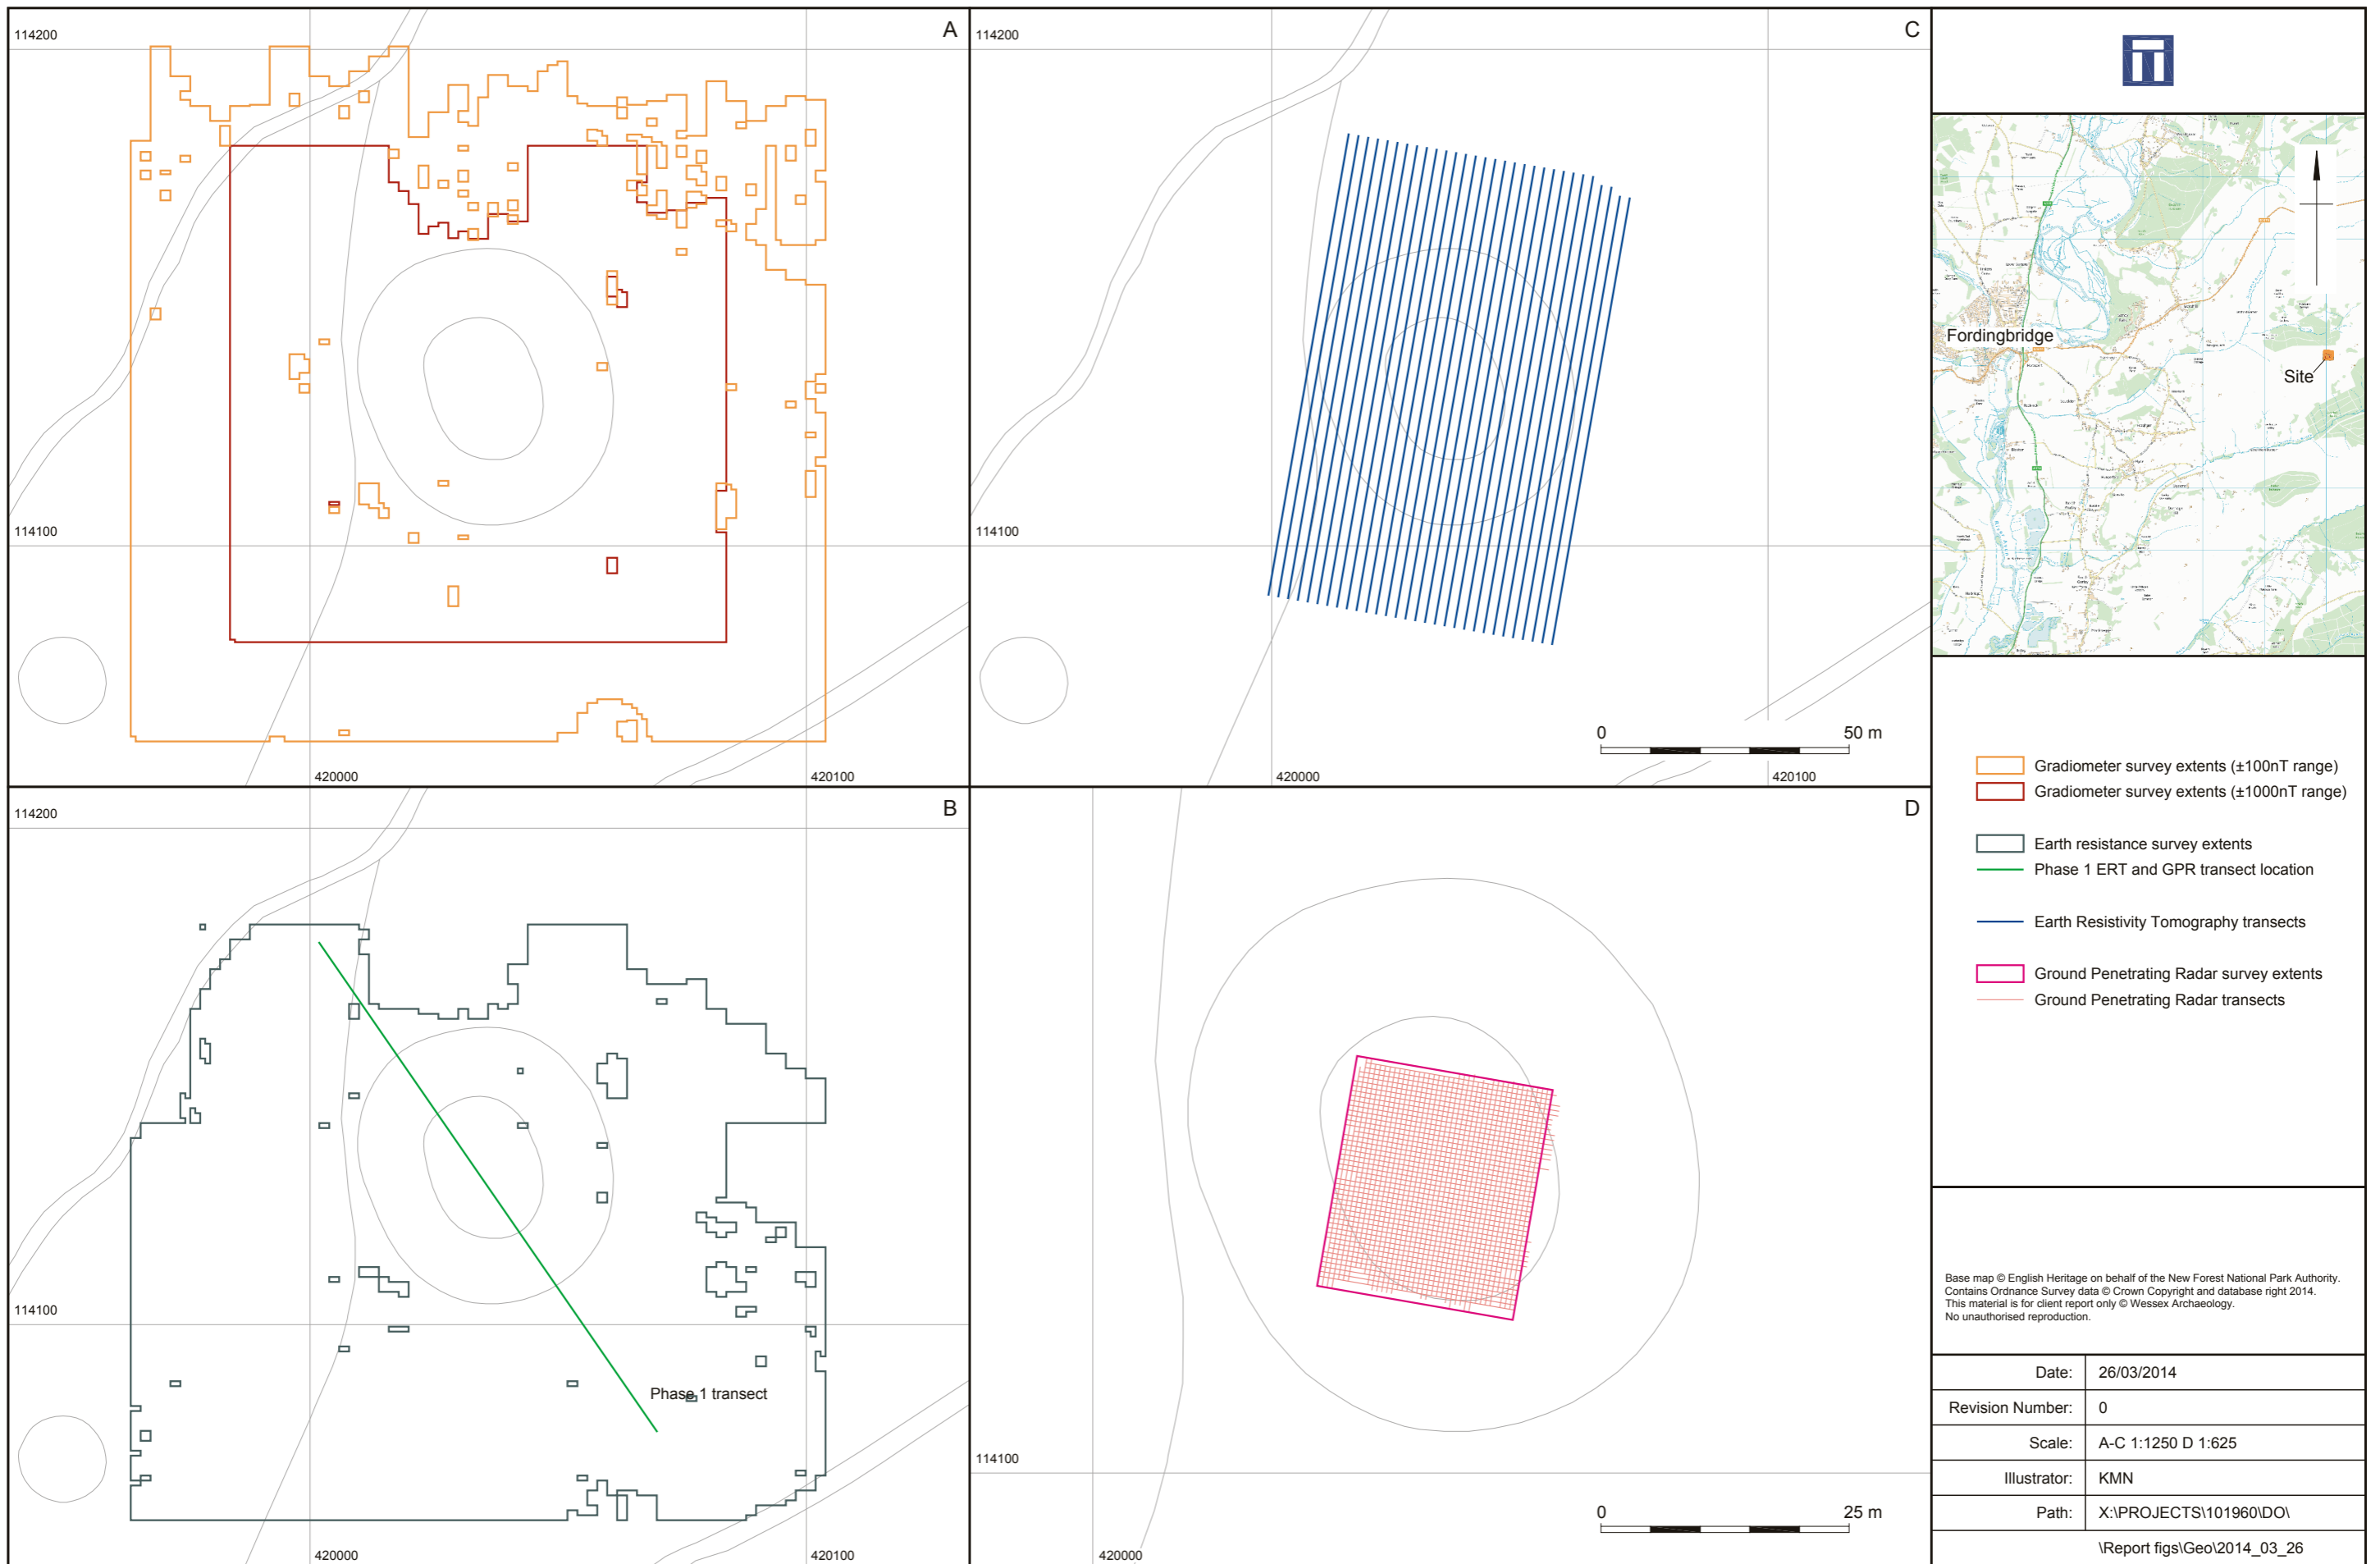 A
114200
114100
420000
420100
B
114200
114100
Phase 1 transect
420000
420100
C
114200
114100
0
50 m
420000
420100
D
114100
0
25 m
420000
Fordingbridge
Site
Gradiometer survey extents (±100nT range)
Gradiometer survey extents (±1000nT range)
Earth resistance survey extents
Phase 1 ERT and GPR transect location
Earth Resistivity Tomography transects
Ground Penetrating Radar survey extents
Ground Penetrating Radar transects
Base map © English Heritage on behalf of the New Forest National Park Authority.
Contains Ordnance Survey data © Crown Copyright and database right 2014.
This material is for client report only © Wessex Archaeology.
No unauthorised reproduction.
Date: 26/03/2014
Revision Number: 0
Scale: A-C 1:1250 D 1:625
Illustrator: KMN
Path: X:\PROJECTS\101960\DO\
\Report figs\Geo\2014_03_26